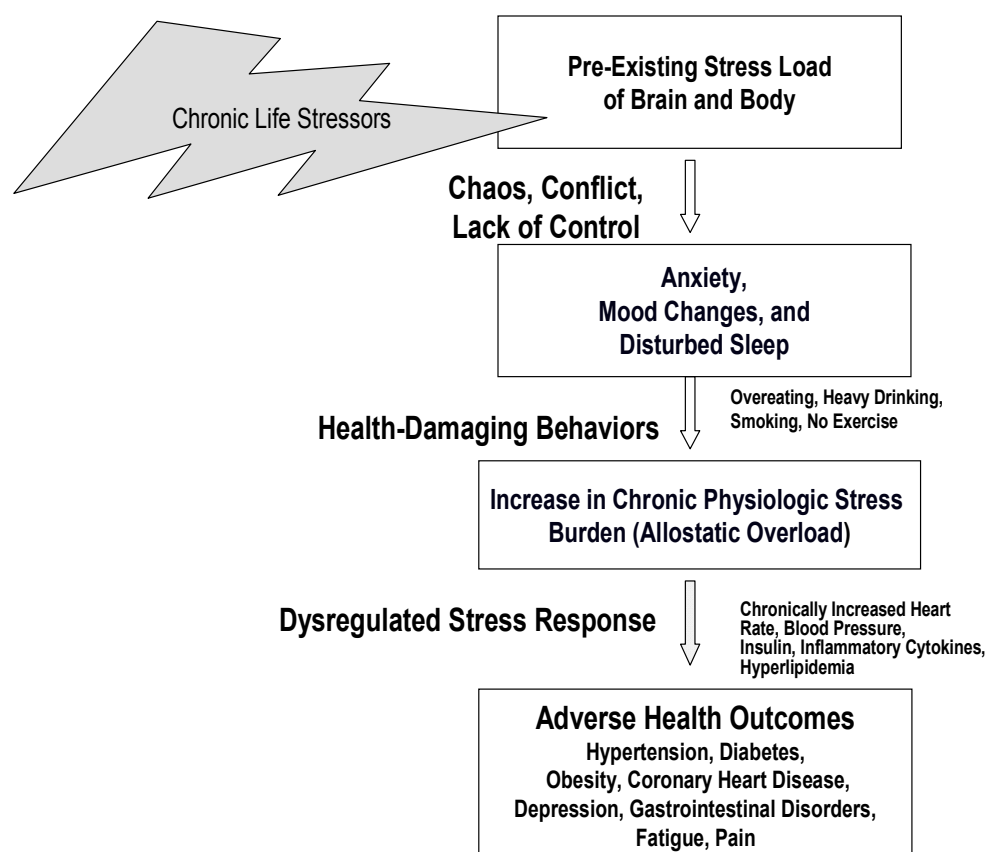 Pre-Existing Stress Load
of Brain and Body
Chronic Life Stressors
Chaos, Conflict,
Lack of Control
Anxiety,
Mood Changes, and
Disturbed Sleep
Overeating, Heavy Drinking,
Smoking, No Exercise
Health-Damaging Behaviors
Increase in Chronic Physiologic Stress
Burden (Allostatic Overload)
Dysregulated Stress Response
Chronically Increased Heart
Rate, Blood Pressure,
Insulin, Inflammatory Cytokines,
Hyperlipidemia
Adverse Health Outcomes
Hypertension, Diabetes,
Obesity, Coronary Heart Disease,
Depression, Gastrointestinal Disorders,
Fatigue, Pain